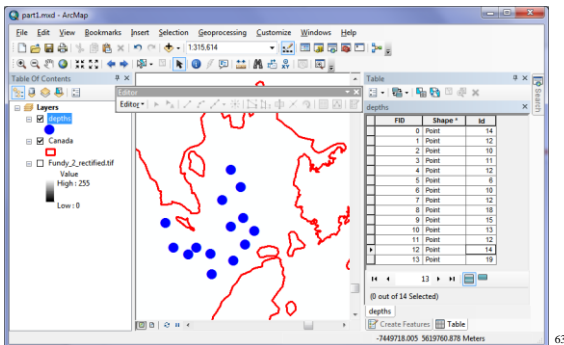 part1.mxd - ArcMap
File Edit View Bookmarks Insert Selection Geoprocessing Customize Windows Help
1:315,614
Table Of Contents
Layers
depths
Canada
Fundy_2_rectified.tif
Value
High : 255
Low : 0
Editor
Editor
Table
depths
FID Shape * Id
0 Point 14
1 Point 12
2 Point 10
3 Point 11
4 Point 12
5 Point 6
6 Point 10
7 Point 12
8 Point 18
9 Point 15
10 Point 13
11 Point 12
12 Point 14
13 Point 19
13
(0 out of 14 Selected)
depths
Create Features Table
Search
-7449718.005 5619760.878 Meters
63